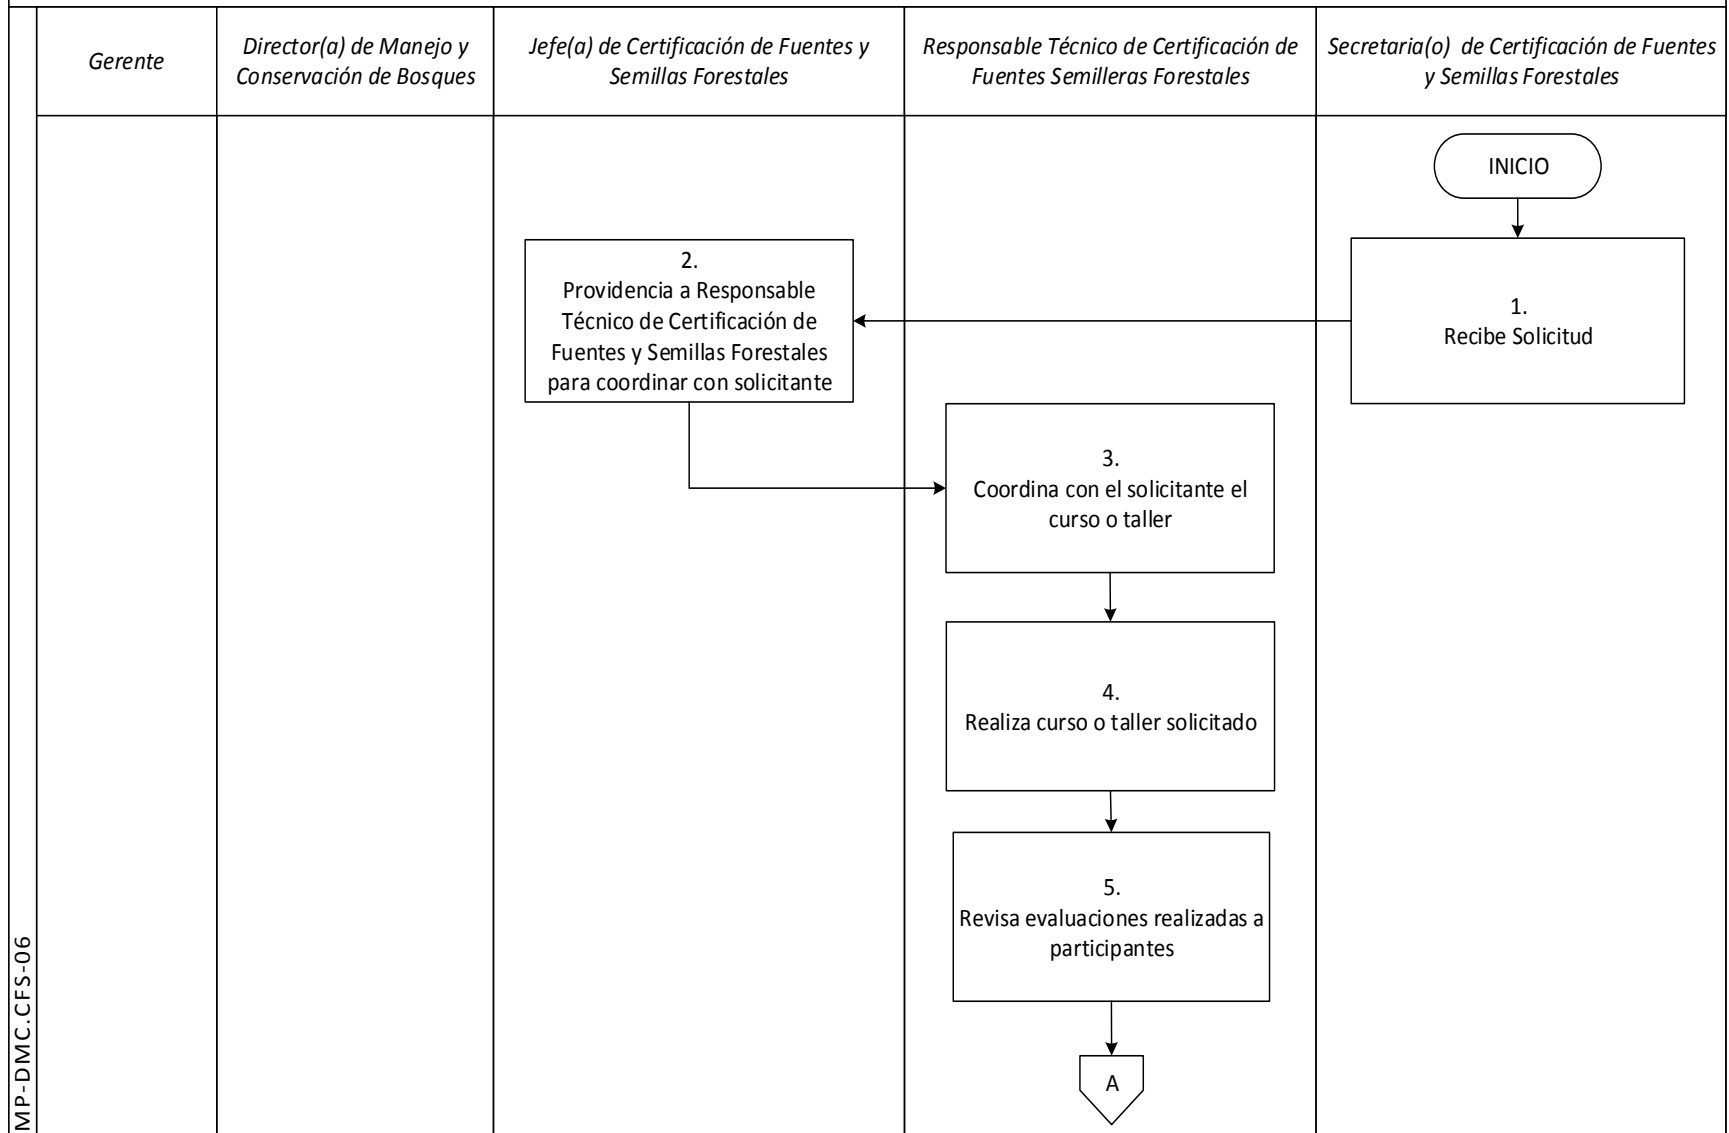 Gerente
Director(a) de Manejo y
Conservación de Bosques
Jefe(a) de Certificación de Fuentes y
Semillas Forestales
Responsable Técnico de Certificación de
Fuentes Semilleras Forestales
Secretaria(o) de Certificación de Fuentes
y Semillas Forestales
INICIO
1.
Recibe Solicitud
2.
Providencia a Responsable
Técnico de Certificación de
Fuentes y Semillas Forestales
para coordinar con solicitante
3.
Coordina con el solicitante el
curso o taller
4.
Realiza curso o taller solicitado
5.
Revisa evaluaciones realizadas a
participantes
A
MP-DMC.CFS-06